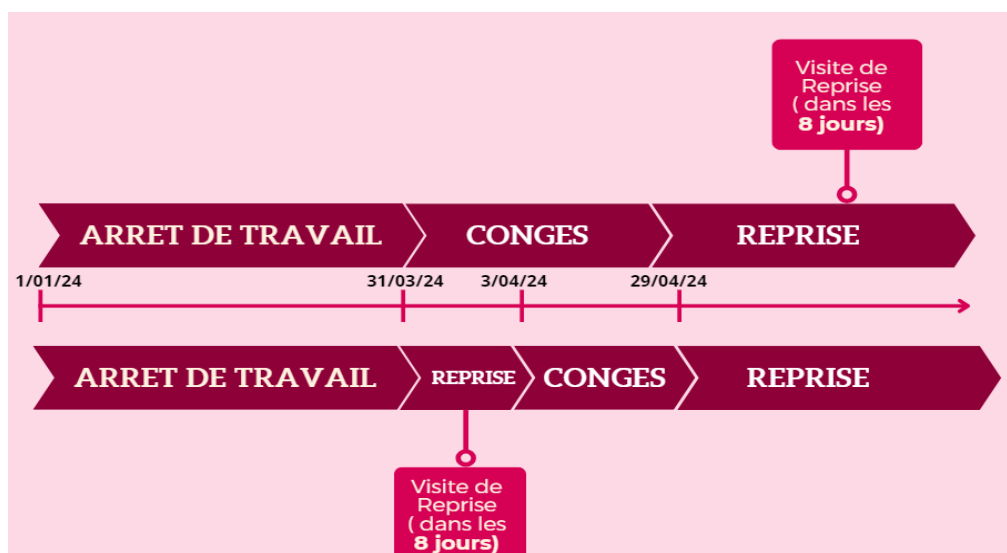 Visite de
Reprise
( dans les
8 jours)
ARRET DE TRAVAIL CONGES REPRISE
1/01/24 31/03/24 3/04/24 29/04/24
ARRET DE TRAVAIL REPRISE CONGES REPRISE
Visite de
Reprise
( dans les
8 jours)